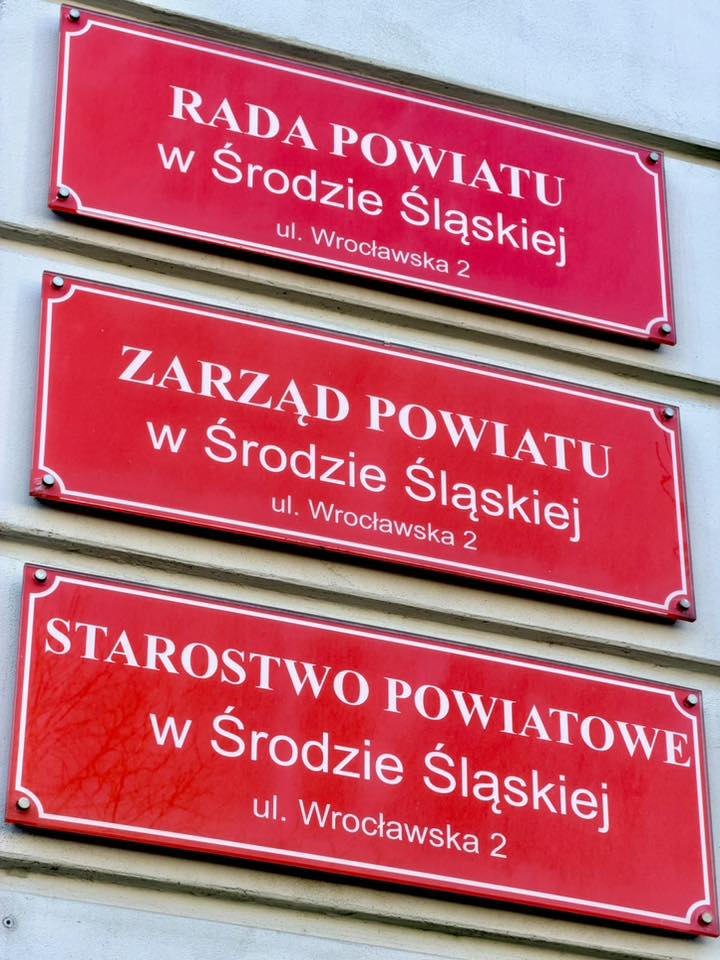 RADA POWIATU
w Środzie Śląskiej
ul. Wrocławska 2
ZARZĄD POWIATU
w Środzie Śląskiej
ul. Wrocławska 2
STAROSTWO POWIATOWE
w Środzie Śląskiej
ul. Wrocławska 2